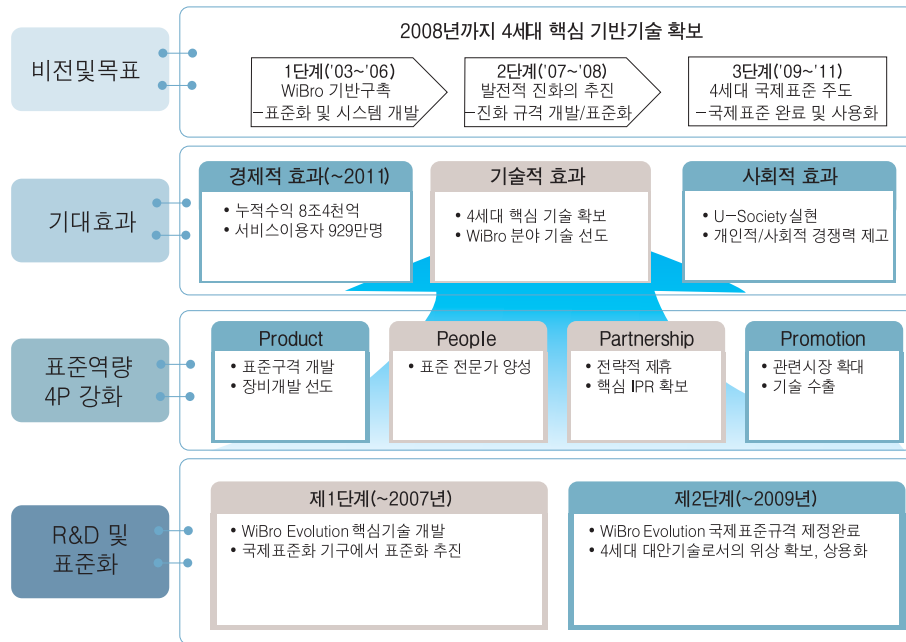 비전및목표
2008년까지 4세대 핵심 기반기술 확보
1단계('03~'06)
WiBro 기반구축
–표준화 및 시스템 개발
2단계('07~'08)
발전적 진화의 추진
–진화 규격 개발/표준화
3단계('09~'11)
4세대 국제표준 주도
–국제표준 완료 및 사용화
기대효과
경제적 효과(~2011)
• 누적수익 8조4천억
• 서비스이용자 929만명
기술적 효과
• 4세대 핵심 기술 확보
• WiBro 분야 기술 선도
사회적 효과
• U–Society 실현
• 개인적/사회적 경쟁력 제고
표준역량
4P 강화
Product
• 표준구격 개발
• 장비개발 선도
People
• 표준 전문가 양성
Partnership
• 전략적 제휴
• 핵심 IPR 확보
Promotion
• 관련시장 확대
• 기술 수출
R&D 및
표준화
제1단계(~2007년)
• WiBro Evolution 핵심기술 개발
• 국제표준화 기구에서 표준화 추진
제2단계(~2009년)
• WiBro Evolution 국제표준규격 제정완료
• 4세대 대안기술로서의 위상 확보, 상용화